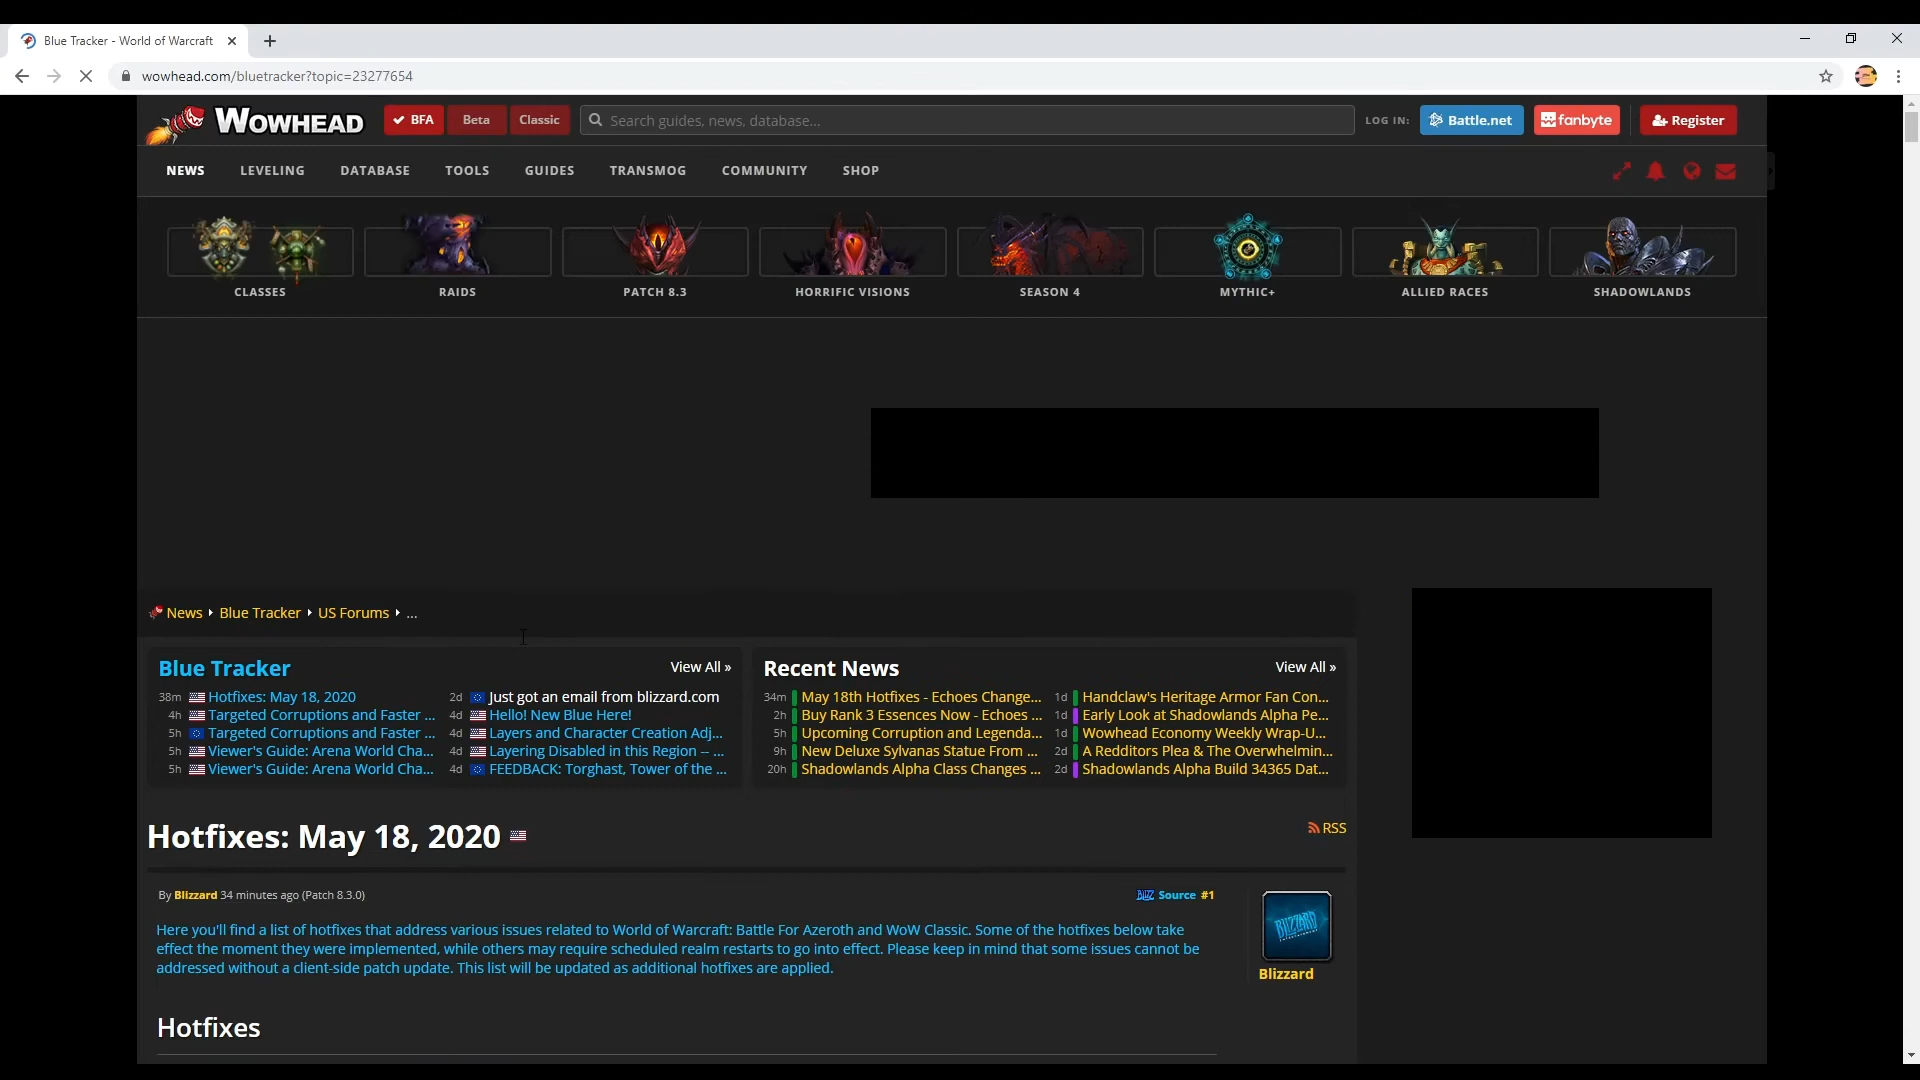 Blue Tracker - World of Warcraft
wowhead.com/bluetracker?topic=23277654
WOWHEAD
BFA
Beta
Classic
Search guides, news, database...
LOG IN:
Battle.net
fanbyte
Register
NEWS
LEVELING
DATABASE
TOOLS
GUIDES
TRANSMOG
COMMUNITY
SHOP
CLASSES
RAIDS
PATCH 8.3
HORRIFIC VISIONS
SEASON 4
MYTHIC+
ALLIED RACES
SHADOWLANDS
News
Blue Tracker
US Forums
...
Blue Tracker
View All »
38m Hotfixes: May 18, 2020
4h Targeted Corruptions and Faster ...
5h Targeted Corruptions and Faster ...
5h Viewer's Guide: Arena World Cha...
5h Viewer's Guide: Arena World Cha...
2d Just got an email from blizzard.com
4d Hello! New Blue Here!
4d Layers and Character Creation Adj...
4d Layering Disabled in this Region -- ...
4d FEEDBACK: Torghast, Tower of the ...
Recent News
View All »
34m May 18th Hotfixes - Echoes Change...
2h Buy Rank 3 Essences Now - Echoes ...
5h Upcoming Corruption and Legenda...
9h New Deluxe Sylvanas Statue From ...
20h Shadowlands Alpha Class Changes ...
1d Handclaw's Heritage Armor Fan Con...
1d Early Look at Shadowlands Alpha Pe...
1d Wowhead Economy Weekly Wrap-U...
2d A Redditors Plea & The Overwhelmin...
2d Shadowlands Alpha Build 34365 Dat...
Hotfixes: May 18, 2020
RSS
By Blizzard 34 minutes ago (Patch 8.3.0)
BLIZZ Source #1
Here you'll find a list of hotfixes that address various issues related to World of Warcraft: Battle For Azeroth and WoW Classic. Some of the hotfixes below take
effect the moment they were implemented, while others may require scheduled realm restarts to go into effect. Please keep in mind that some issues cannot be
addressed without a client-side patch update. This list will be updated as additional hotfixes are applied.
BLIZZARD
Blizzard
Hotfixes